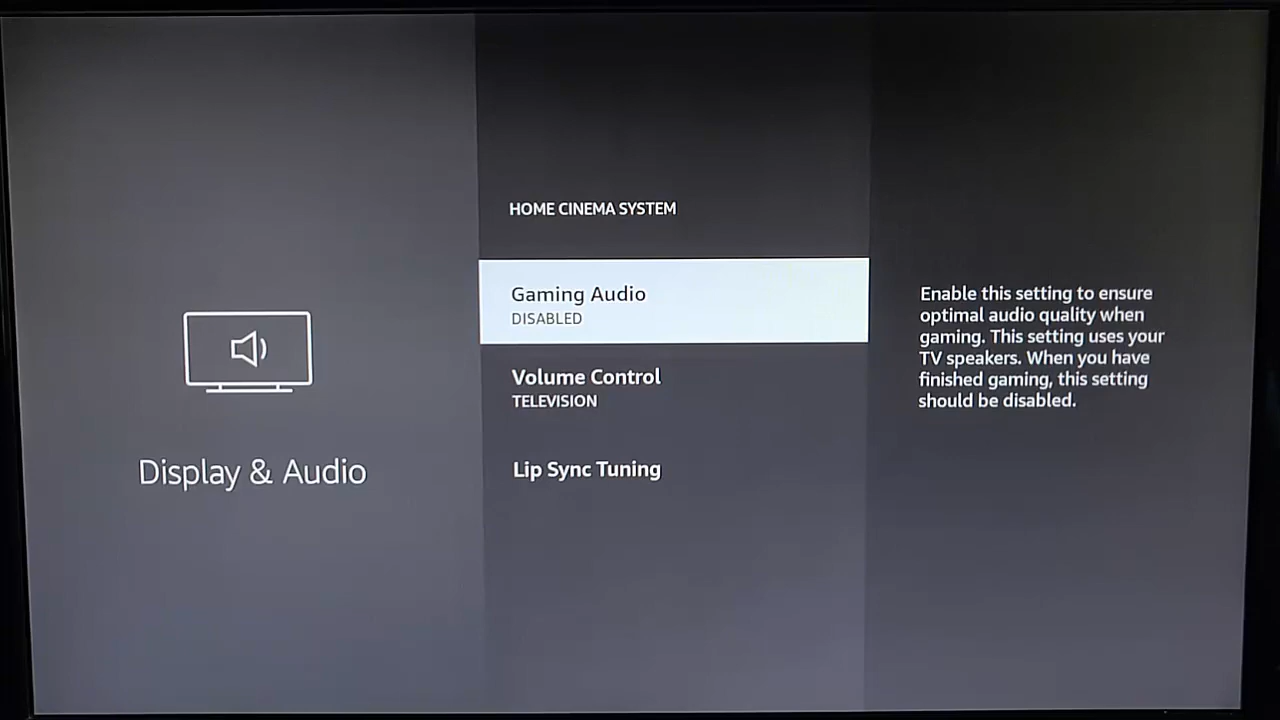 Display & Audio
HOME CINEMA SYSTEM
Gaming Audio
DISABLED
Volume Control
TELEVISION
Lip Sync Tuning
Enable this setting to ensure
optimal audio quality when
gaming. This setting uses your
TV speakers. When you have
finished gaming, this setting
should be disabled.